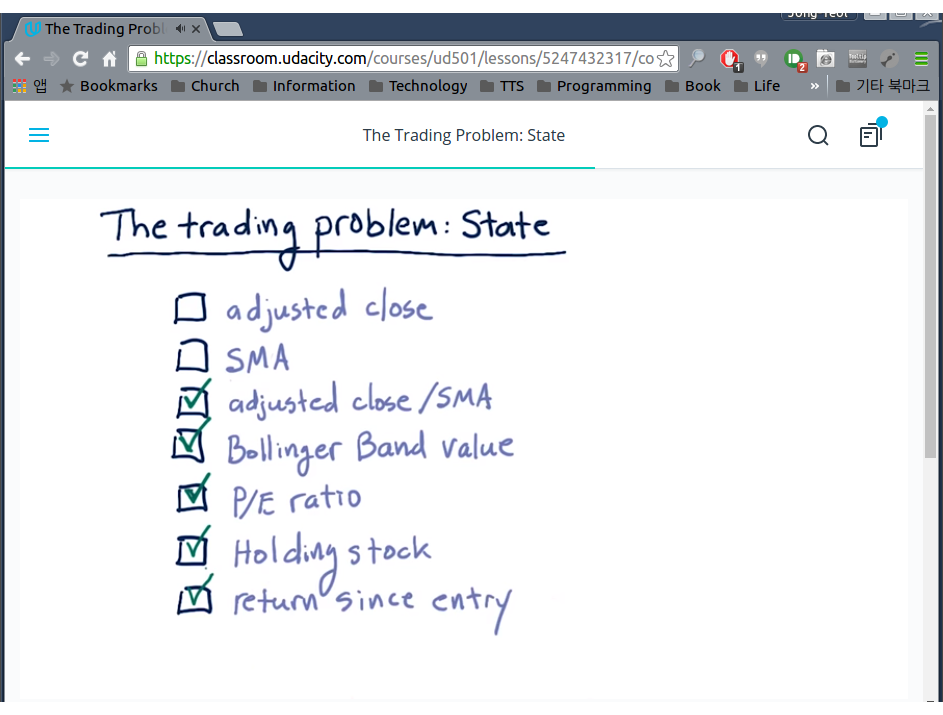 Jong Yeol
The Trading Probl
https://classroom.udacity.com/courses/ud501/lessons/5247432317/co
1
2
앱 Bookmarks Church Information Technology TTS Programming Book Life » 기타 북마크
The Trading Problem: State
The trading problem: State
adjusted close
SMA
adjusted close/SMA
Bollinger Band value
P/E ratio
Holding stock
return since entry